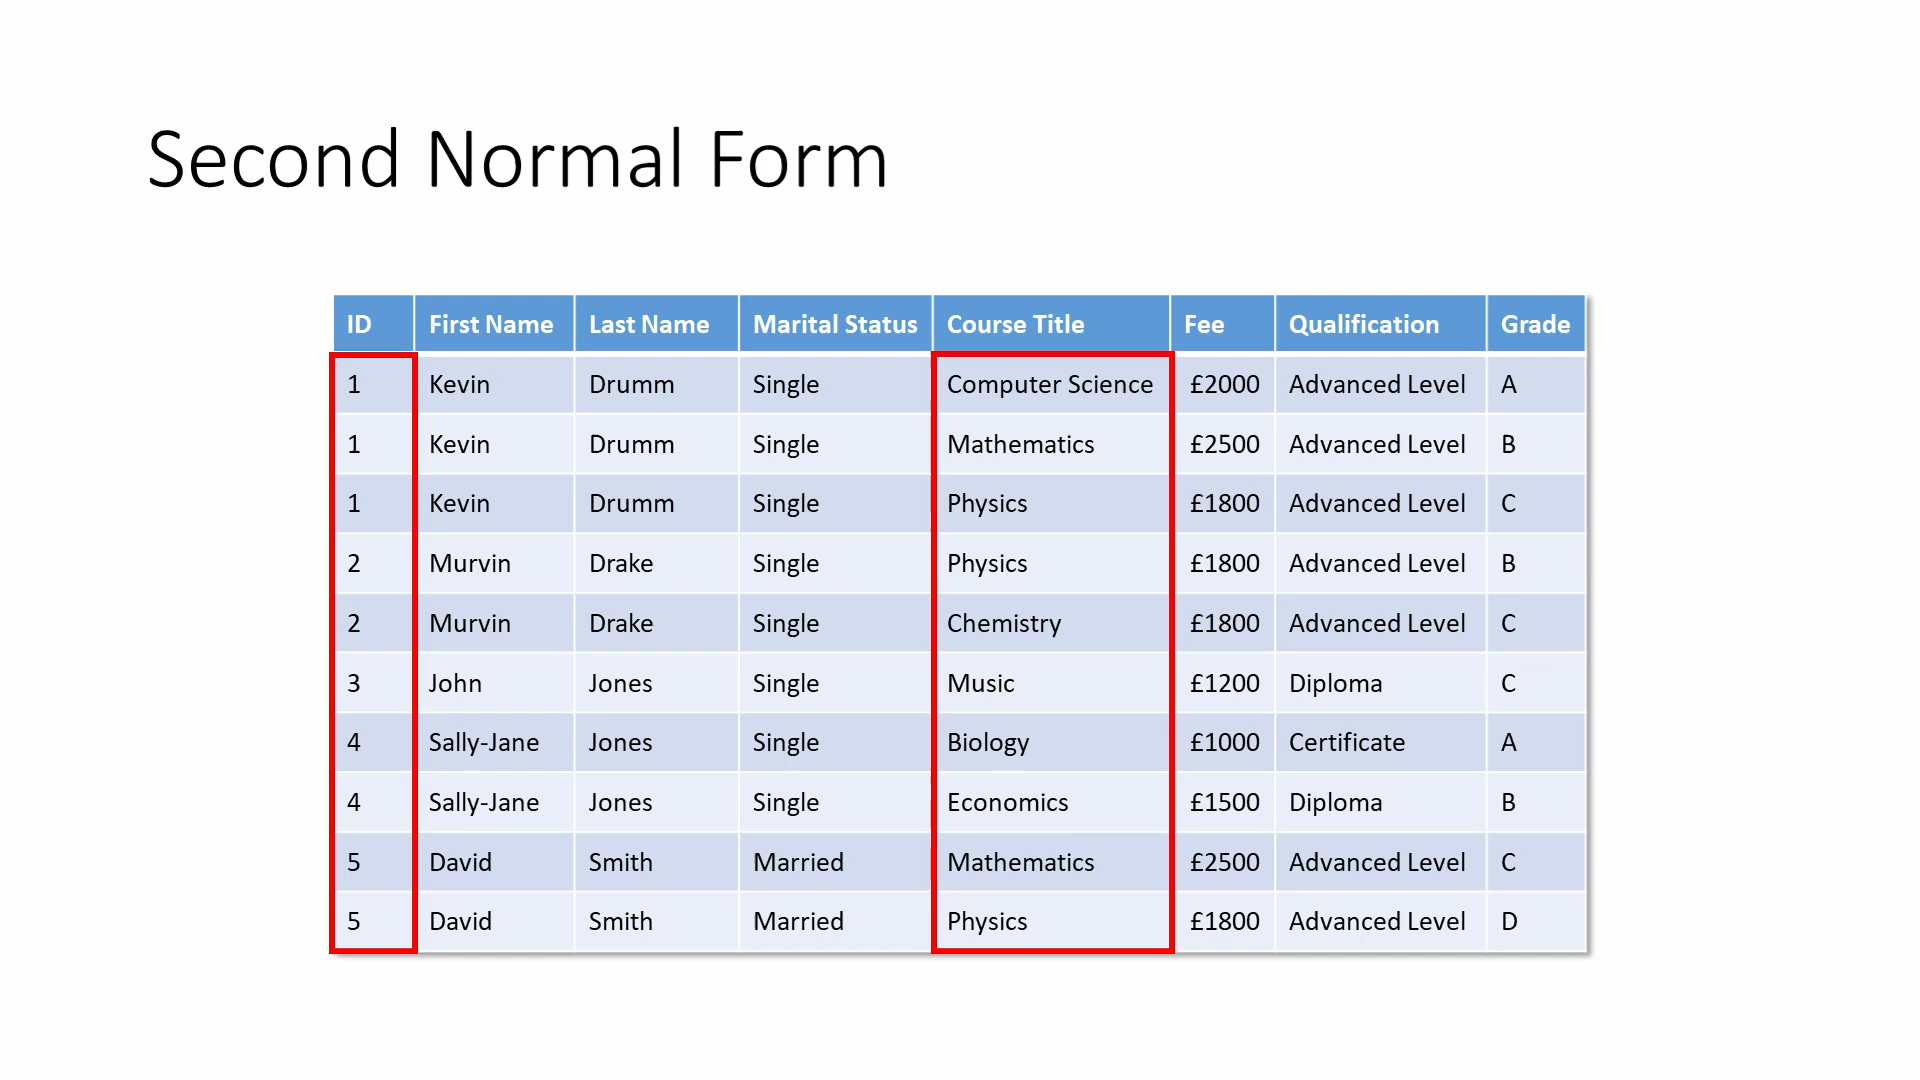 Second Normal Form
ID First Name Last Name Marital Status Course Title Fee Qualification Grade
1 Kevin Drumm Single Computer Science £2000 Advanced Level A
1 Kevin Drumm Single Mathematics £2500 Advanced Level B
1 Kevin Drumm Single Physics £1800 Advanced Level C
2 Murvin Drake Single Physics £1800 Advanced Level B
2 Murvin Drake Single Chemistry £1800 Advanced Level C
3 John Jones Single Music £1200 Diploma C
4 Sally-Jane Jones Single Biology £1000 Certificate A
4 Sally-Jane Jones Single Economics £1500 Diploma B
5 David Smith Married Mathematics £2500 Advanced Level C
5 David Smith Married Physics £1800 Advanced Level D